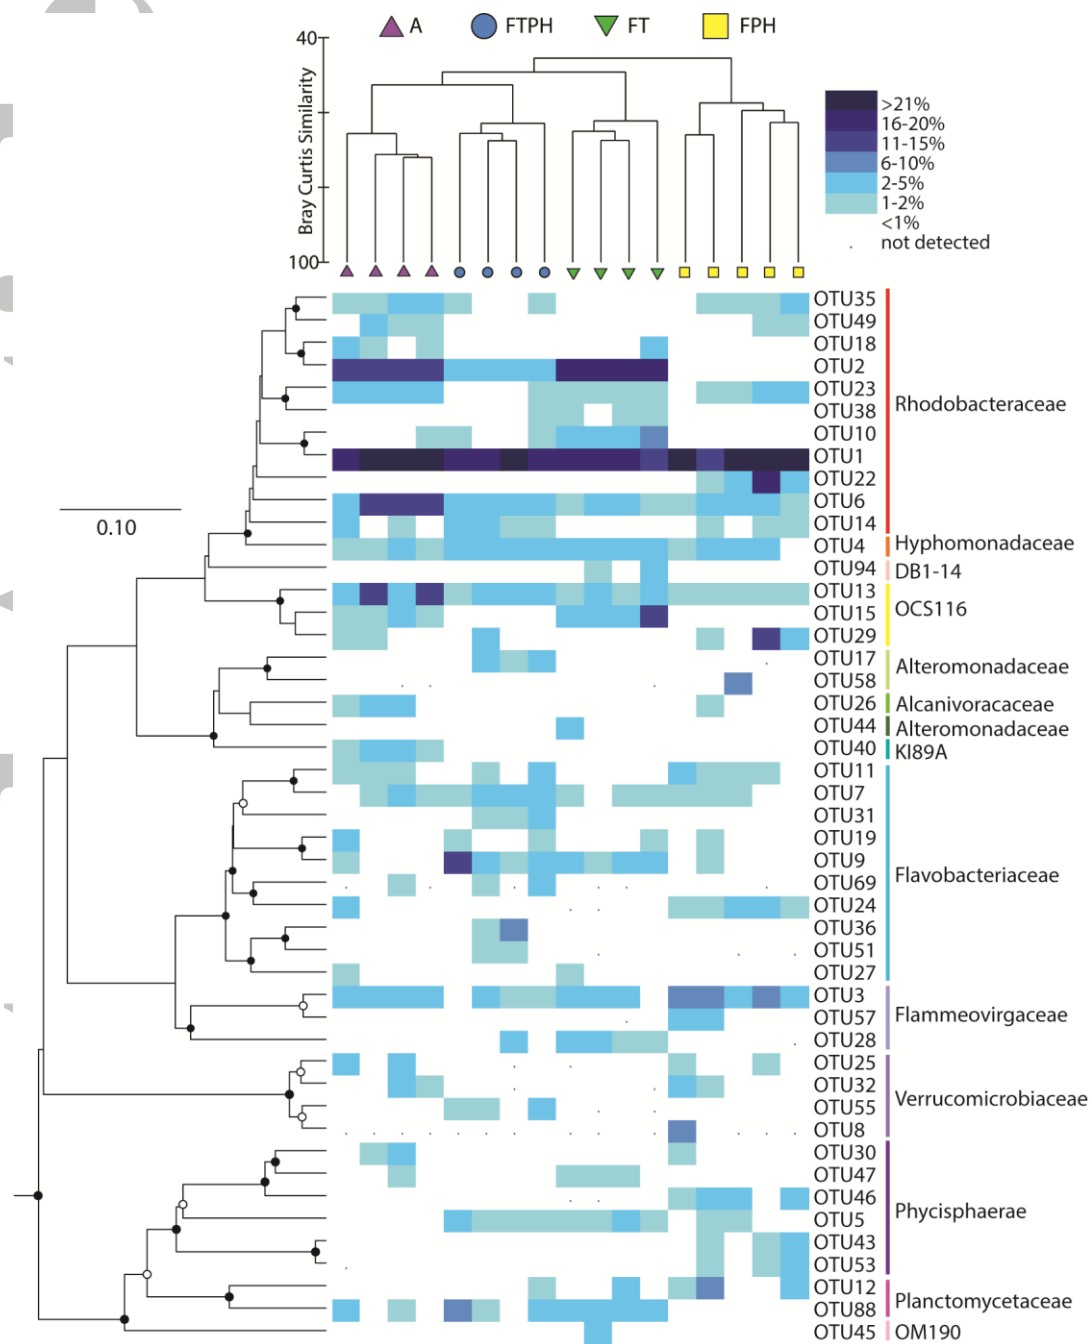 A FTPH FT FPH
40
Bray Curtis Similarity
100
>21%
16-20%
11-15%
6-10%
2-5%
1-2%
<1%
not detected
0.10
OTU35
OTU49
OTU18
OTU2
OTU23
OTU38
OTU10
OTU1
OTU22
OTU6
OTU14
OTU4
OTU94
OTU13
OTU15
OTU29
OTU17
OTU58
OTU26
OTU44
OTU40
OTU11
OTU7
OTU31
OTU19
OTU9
OTU69
OTU24
OTU36
OTU51
OTU27
OTU3
OTU57
OTU28
OTU25
OTU32
OTU55
OTU8
OTU30
OTU47
OTU46
OTU5
OTU43
OTU53
OTU12
OTU88
OTU45
Rhodobacteraceae
Hyphomonadaceae
DB1-14
OCS116
Alteromonadaceae
Alcanivoracaceae
Alteromonadaceae
KI89A
Flavobacteriaceae
Flammeovirgaceae
Verrucomicrobiaceae
Phycisphaerae
Planctomycetaceae
OM190